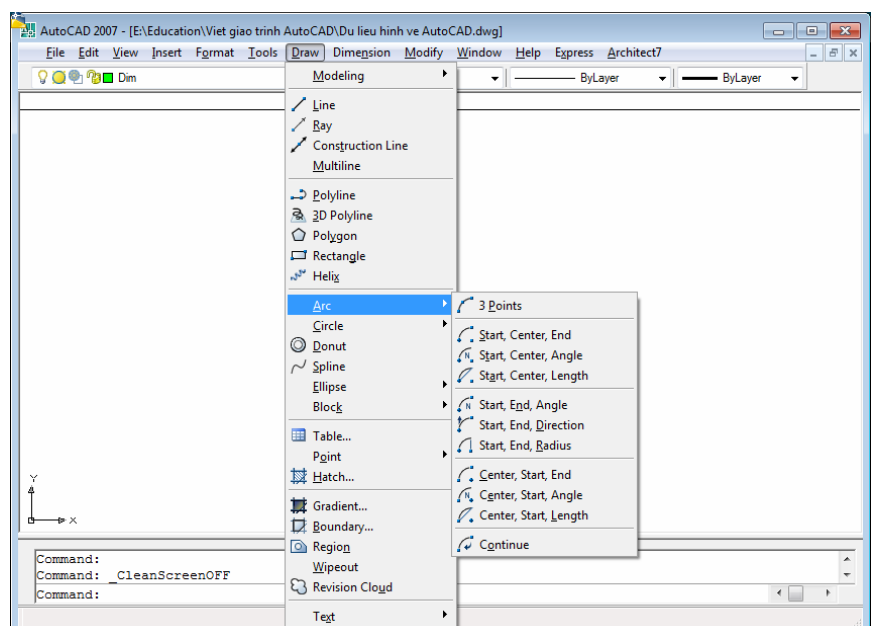 AutoCAD 2007 - [E:\Education\Viet giao trinh AutoCAD\Du lieu hinh ve AutoCAD.dwg]
File Edit View Insert Format Tools Draw Dimension Modify Window Help Express Architect7
Dim ByLayer ByLayer
Modeling
Line
Ray
Construction Line
Multiline
Polyline
3D Polyline
Polygon
Rectangle
Helix
Arc
Circle
Donut
Spline
Ellipse
Block
Table...
Point
Hatch...
Gradient...
Boundary...
Region
Wipeout
Revision Cloud
Text
3 Points
Start, Center, End
Start, Center, Angle
Start, Center, Length
Start, End, Angle
Start, End, Direction
Start, End, Radius
Center, Start, End
Center, Start, Angle
Center, Start, Length
Continue
Y
X
Command:
Command: _CleanScreenOFF
Command: